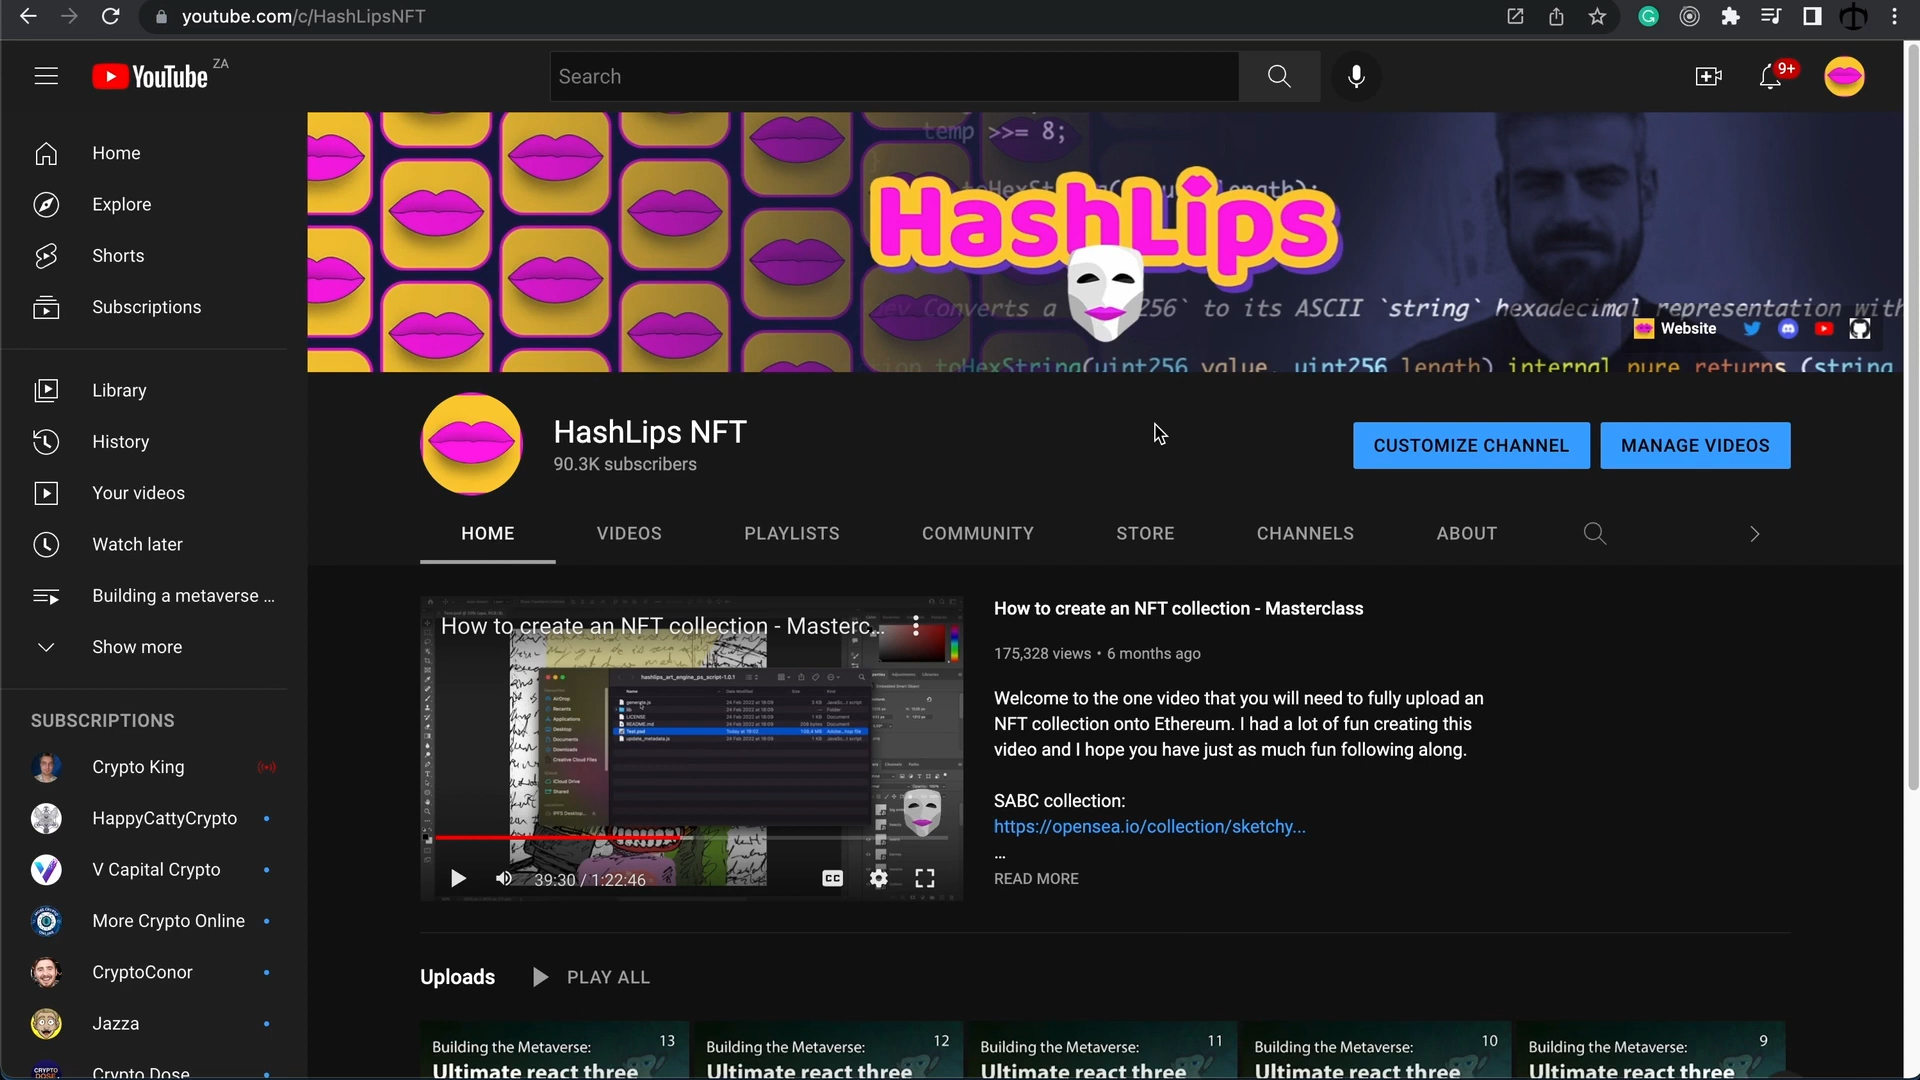 youtube.com/c/HashLipsNFT
YouTube ZA
Search
9+
Home
Explore
Shorts
Subscriptions
Library
History
Your videos
Watch later
Building a metaverse ...
Show more
SUBSCRIPTIONS
Crypto King
HappyCattyCrypto
V Capital Crypto
More Crypto Online
CryptoConor
Jazza
Crypto Dose
temp >>= 8;
HashLips
Converts a 256` to its ASCII `string` hexadecimal representation with
Website
toHexString(uint256 value, uint256 length) internal pure returns (string
HashLips NFT
90.3K subscribers
CUSTOMIZE CHANNEL
MANAGE VIDEOS
HOME
VIDEOS
PLAYLISTS
COMMUNITY
STORE
CHANNELS
ABOUT
How to create an NFT collection - Masterc...
hashlips_art_engine_ps_script-1.0.1
39:30 / 1:22:46
CC
How to create an NFT collection - Masterclass
175,328 views • 6 months ago
Welcome to the one video that you will need to fully upload an
NFT collection onto Ethereum. I had a lot of fun creating this
video and I hope you have just as much fun following along.
SABC collection:
https://opensea.io/collection/sketchy...
...
READ MORE
Uploads
PLAY ALL
Building the Metaverse: 13
Ultimate react three
Building the Metaverse: 12
Ultimate react three
Building the Metaverse: 11
Ultimate react three
Building the Metaverse: 10
Ultimate react three
Building the Metaverse: 9
Ultimate react three